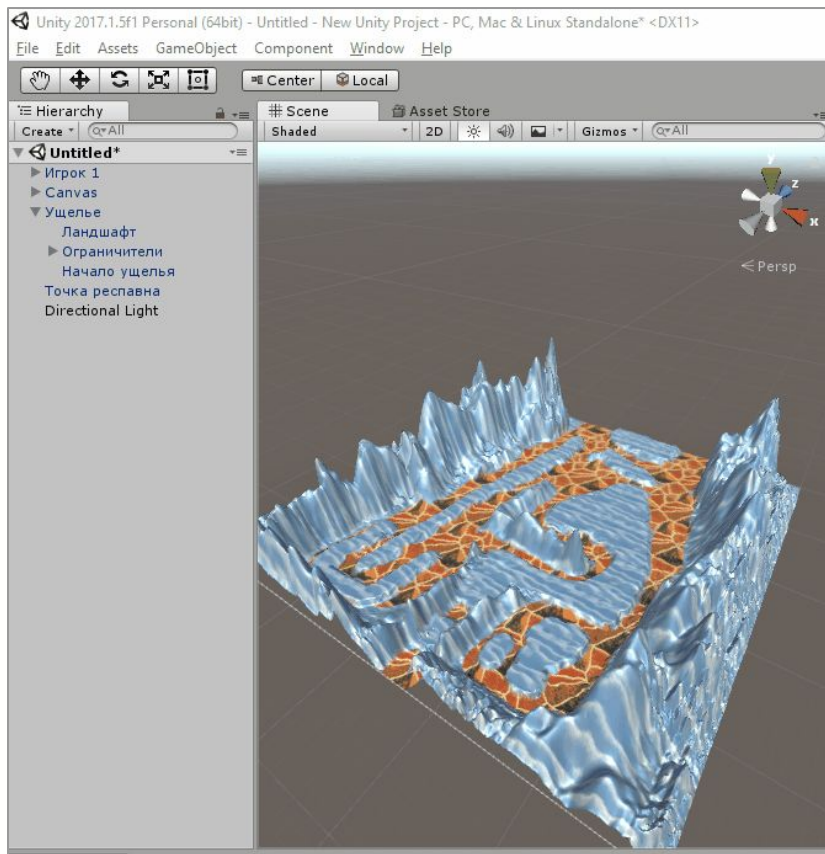 Unity 2017.1.5f1 Personal (64bit) - Untitled - New Unity Project - PC, Mac & Linux Standalone* <DX11>
File Edit Assets GameObject Component Window Help
Center Local
Hierarchy
Create All
Untitled*
Игрок 1
Canvas
Ущелье
Ландшафт
Ограничители
Начало ущелья
Точка респавна
Directional Light
Scene Asset Store
Shaded 2D Gizmos All
y
z
x
Persp